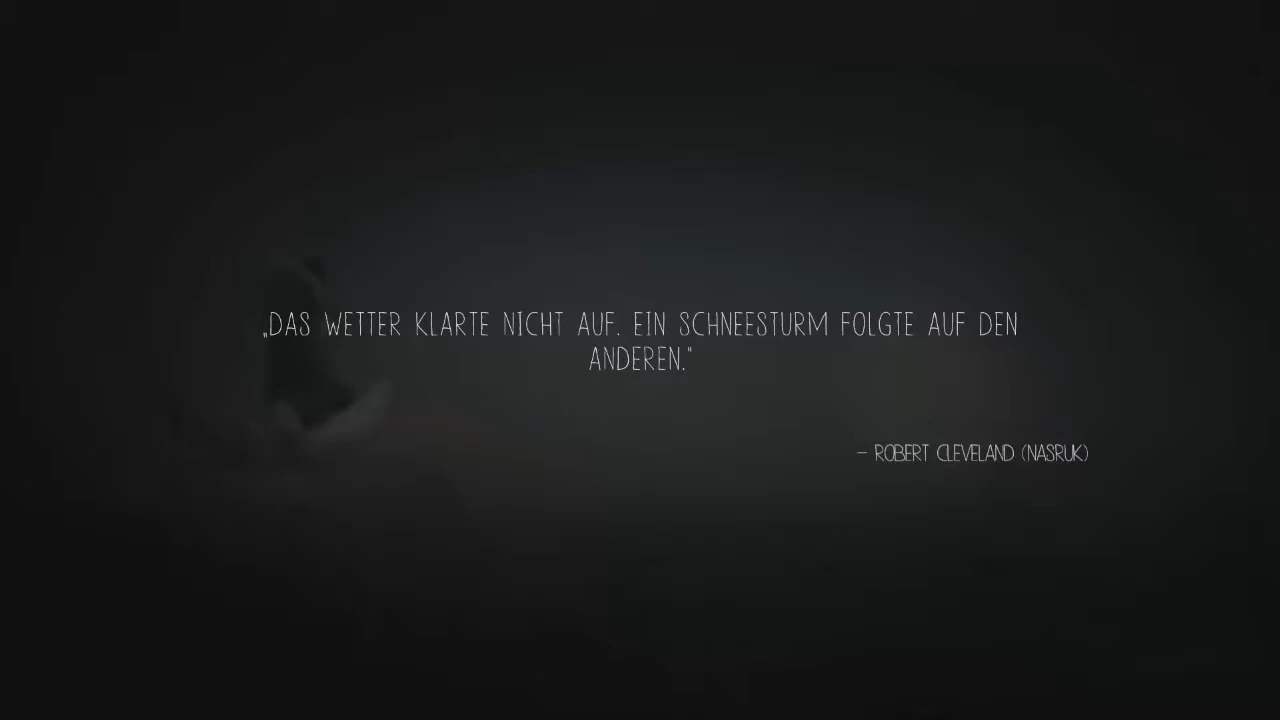 „DAS WETTER KLARTE NICHT AUF. EIN SCHNEESTURM FOLGTE AUF DEN
ANDEREN."
– ROBERT CLEVELAND (NASRUK)